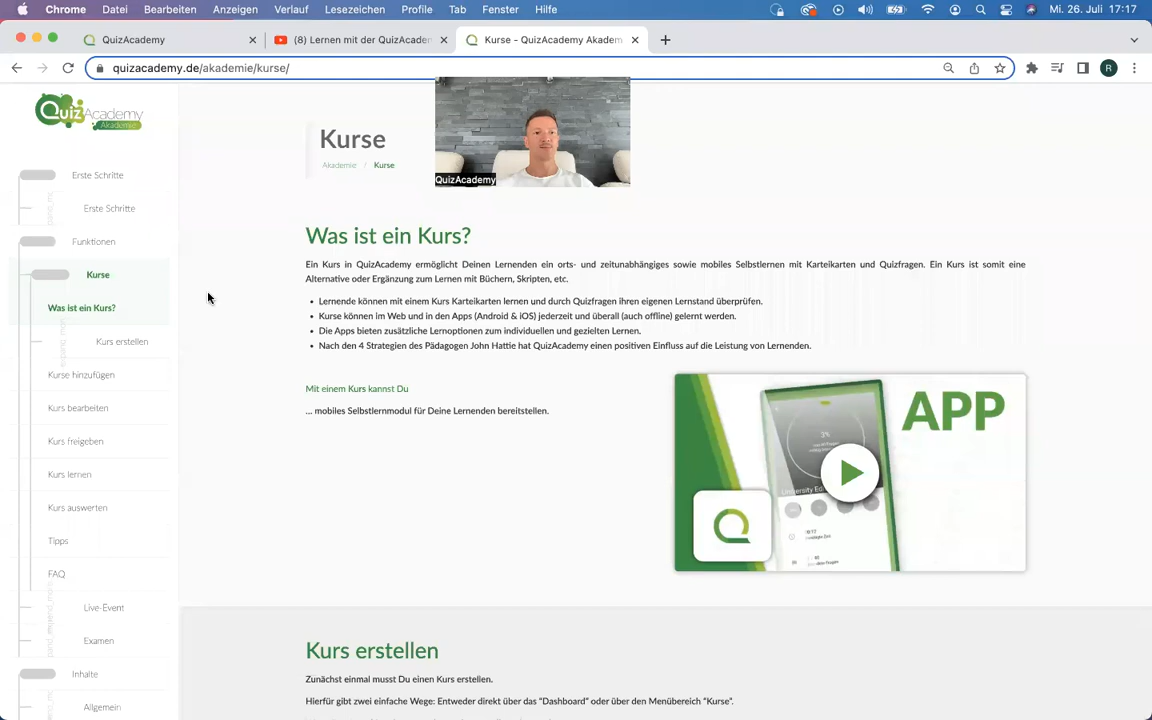 Chrome Datei Bearbeiten Anzeigen Verlauf Lesezeichen Profile Tab Fenster Hilfe Mi. 26. Juli 17:17
QuizAcademy
(8) Lernen mit der QuizAcadem
Kurse - QuizAcademy Akadem
quizacademy.de/akademie/kurse/
R
QuizAcademy
Akademie
Erste Schritte
Erste Schritte
Funktionen
Kurse
Was ist ein Kurs?
Kurs erstellen
Kurse hinzufügen
Kurs bearbeiten
Kurs freigeben
Kurs lernen
Kurs auswerten
Tipps
FAQ
Live-Event
Examen
Inhalte
Allgemein
Kurse
Akademie / Kurse
QuizAcademy
Was ist ein Kurs?
Ein Kurs in QuizAcademy ermöglicht Deinen Lernenden ein orts- und zeitunabhängiges sowie mobiles Selbstlernen mit Karteikarten und Quizfragen. Ein Kurs ist somit eine
Alternative oder Ergänzung zum Lernen mit Büchern, Skripten, etc.
• Lernende können mit einem Kurs Karteikarten lernen und durch Quizfragen ihren eigenen Lernstand überprüfen.
• Kurse können im Web und in den Apps (Android & iOS) jederzeit und überall (auch offline) gelernt werden.
• Die Apps bieten zusätzliche Lernoptionen zum individuellen und gezielten Lernen.
• Nach den 4 Strategien des Pädagogen John Hattie hat QuizAcademy einen positiven Einfluss auf die Leistung von Lernenden.
Mit einem Kurs kannst Du
... mobiles Selbstlernmodul für Deine Lernenden bereitstellen.
APP
3%
Kurs erstellen
Zunächst einmal musst Du einen Kurs erstellen.
Hierfür gibt zwei einfache Wege: Entweder direkt über das "Dashboard" oder über den Menübereich "Kurse".